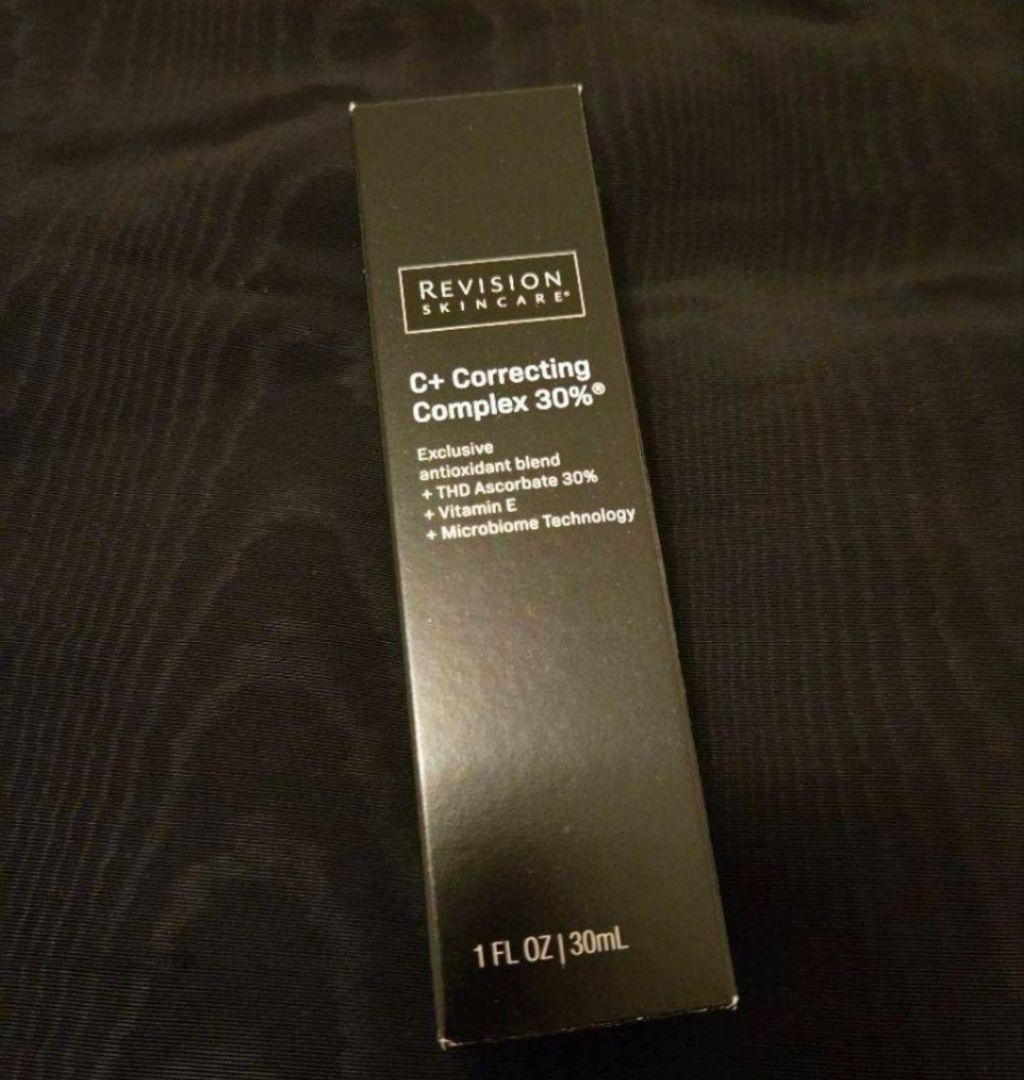 REVISION
SKINCARE®
C+ Correcting
Complex 30%®
Exclusive
antioxidant blend
+ THD Ascorbate 30%
+ Vitamin E
+ Microbiome Technology
1 FL OZ | 30mL